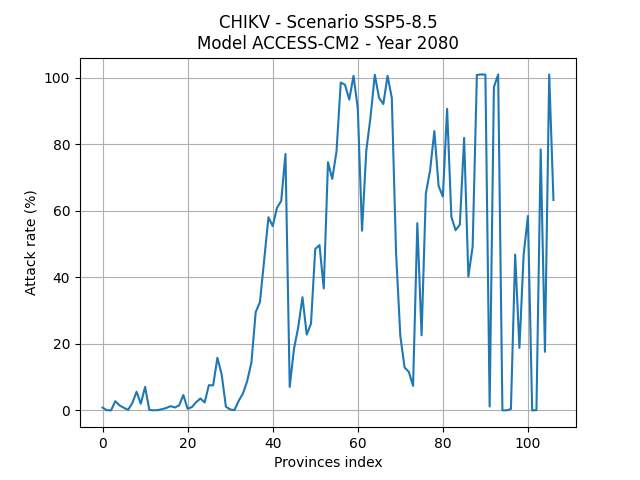 CHIKV - Scenario SSP5-8.5
Model ACCESS-CM2 - Year 2080
100
80
60
40
20
0
Attack rate (%)
0 20 40 60 80 100
Provinces index